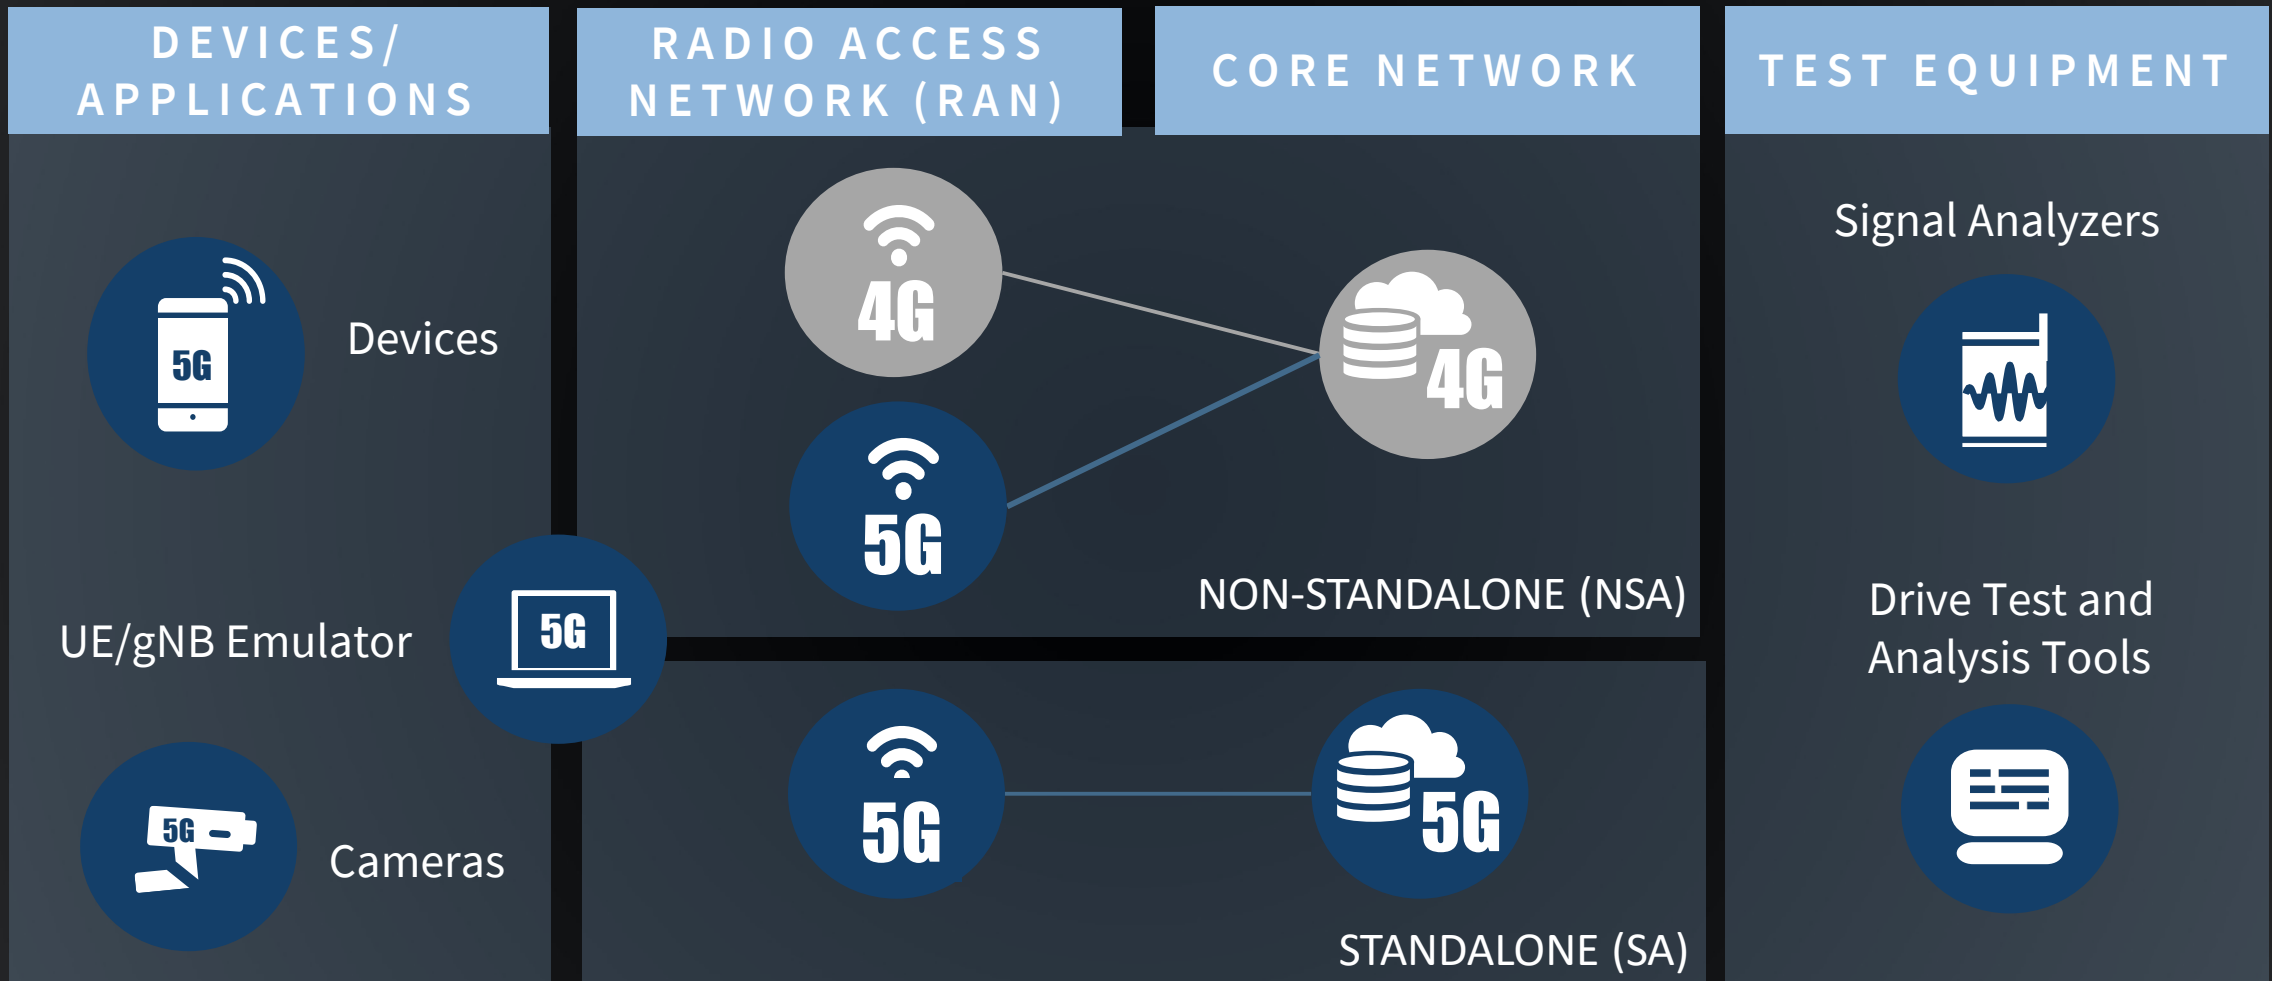 DEVICES/
APPLICATIONS
RADIO ACCESS
NETWORK (RAN)
CORE NETWORK
TEST EQUIPMENT
5G
Devices
UE/gNB Emulator
5G
5G
Cameras
4G
4G
5G
NON-STANDALONE (NSA)
5G
5G
STANDALONE (SA)
Signal Analyzers
Drive Test and
Analysis Tools